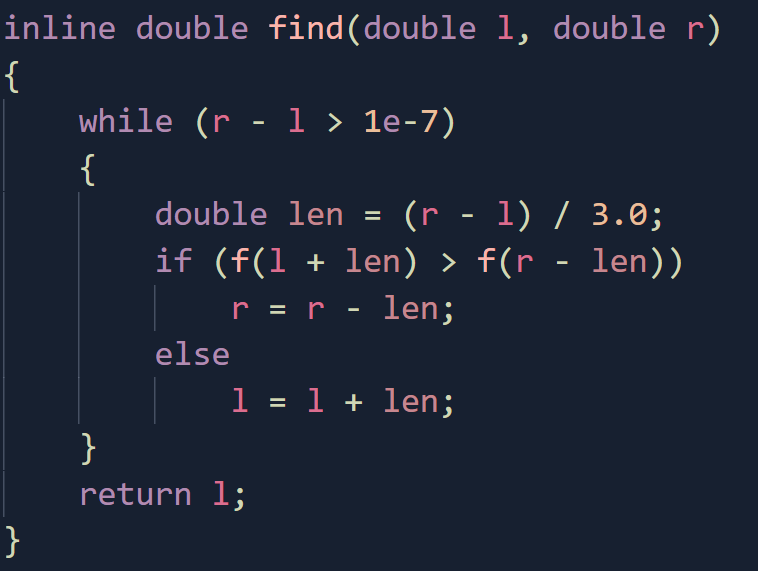 inline double find(double l, double r)
{
    while (r - l > 1e-7)
    {
        double len = (r - l) / 3.0;
        if (f(l + len) > f(r - len))
            r = r - len;
        else
            l = l + len;
    }
    return l;
}